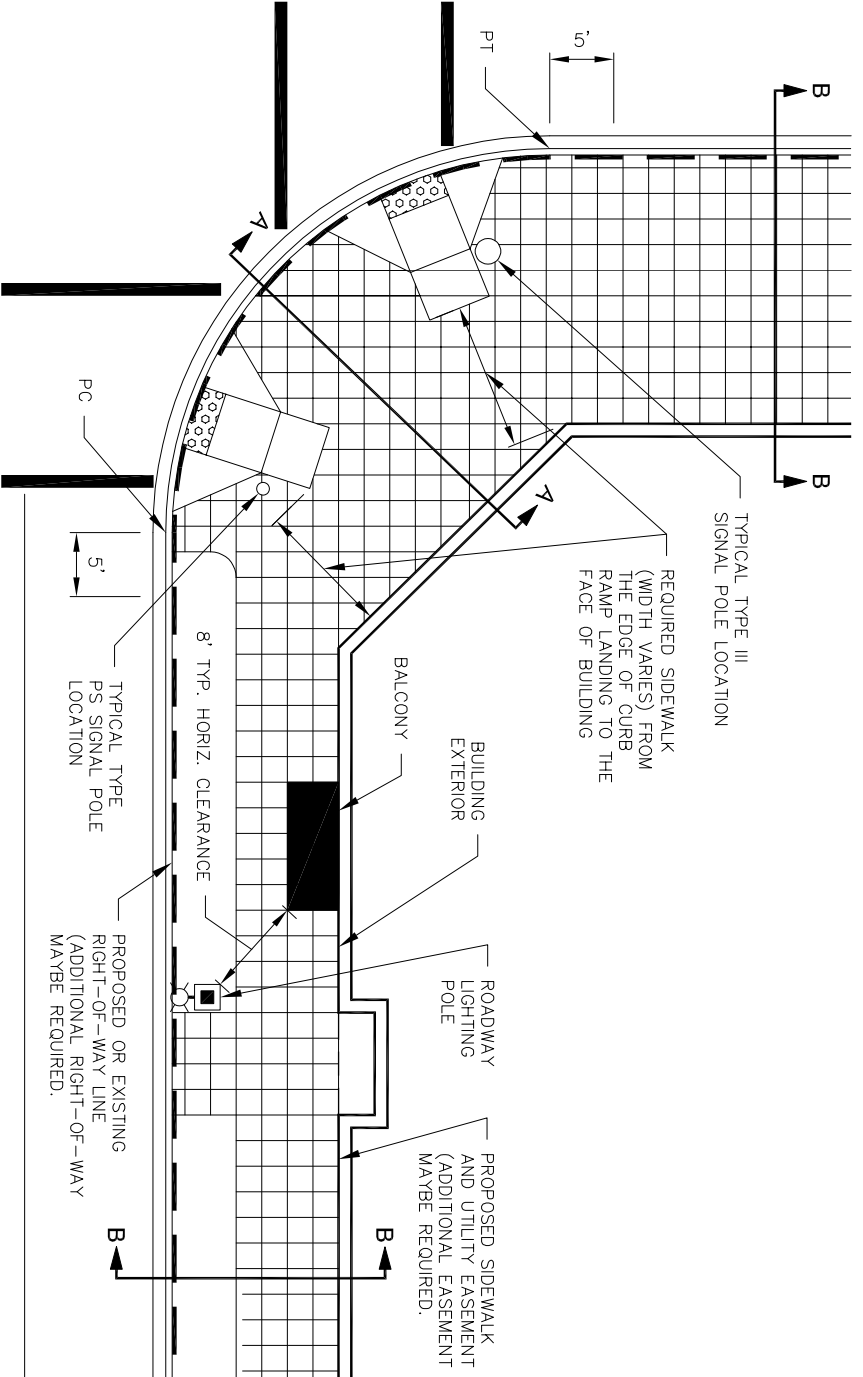 B
B
TYPICAL TYPE III
SIGNAL POLE LOCATION
5'
PT
REQUIRED SIDEWALK
(WIDTH VARIES) FROM
THE EDGE OF CURB
RAMP LANDING TO THE
FACE OF BUILDING
A
A
PC
5'
BUILDING
EXTERIOR
BALCONY
8' TYP. HORIZ. CLEARANCE
TYPICAL TYPE
PS SIGNAL POLE
LOCATION
ROADWAY
LIGHTING
POLE
PROPOSED OR EXISTING
RIGHT-OF-WAY LINE
(ADDITIONAL RIGHT-OF-WAY
MAYBE REQUIRED.
PROPOSED SIDEWALK
AND UTILITY EASEMENT
(ADDITIONAL EASEMENT
MAYBE REQUIRED.
B
B